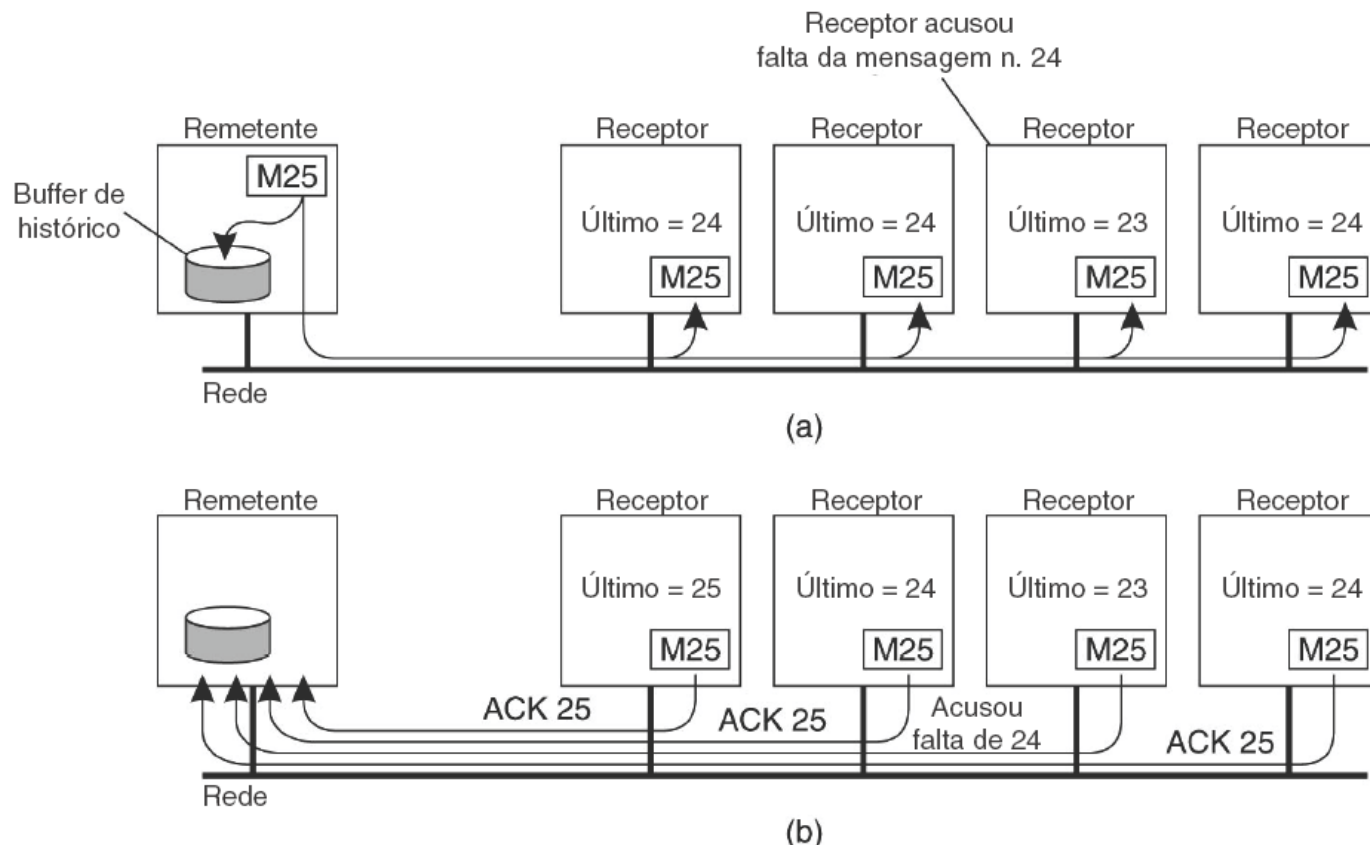 Receptor acusou
falta da mensagem n. 24
Remetente
Receptor
Receptor
Receptor
Receptor
M25
Buffer de
histórico
Último = 24
Último = 24
Último = 23
Último = 24
M25
M25
M25
M25
Rede
(a)
Remetente
Receptor
Receptor
Receptor
Receptor
Último = 25
Último = 24
Último = 23
Último = 24
M25
M25
M25
M25
ACK 25
ACK 25
Acusou
falta de 24
ACK 25
Rede
(b)